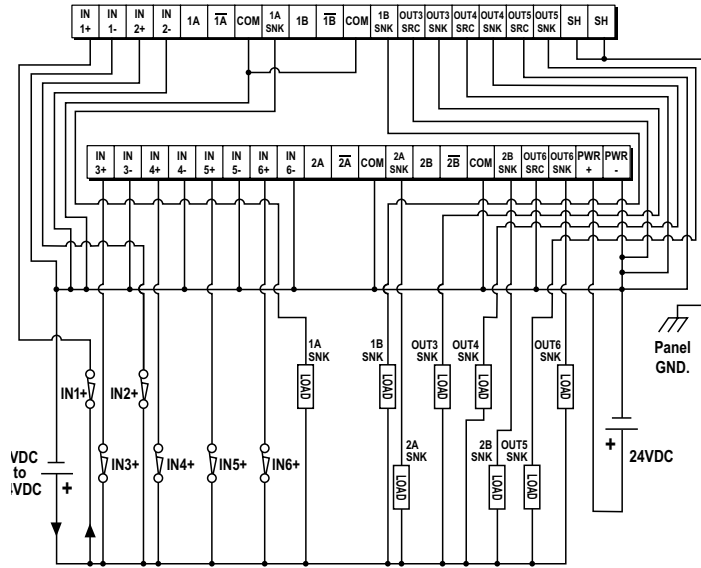 IN 1+ IN 1- IN 2+ IN 2- 1A 1A COM 1A SNK 1B 1B COM 1B SNK OUT3 SRC OUT3 SNK OUT4 SRC OUT4 SNK OUT5 SRC OUT5 SNK SH SH
IN 3+ IN 3- IN 4+ IN 4- IN 5+ IN 5- IN 6+ IN 6- 2A 2A COM 2A SNK 2B 2B COM 2B SNK OUT6 SRC OUT6 SNK PWR + PWR -
1A SNK
1B SNK
OUT3 SNK
OUT4 SNK
OUT6 SNK
Panel
GND.
LOAD
LOAD
LOAD
LOAD
LOAD
IN1+
IN2+
2A SNK
2B SNK
OUT5 SNK
+
24VDC
VDC
to
VDC
+
IN3+
IN4+
IN5+
IN6+
LOAD
LOAD
LOAD